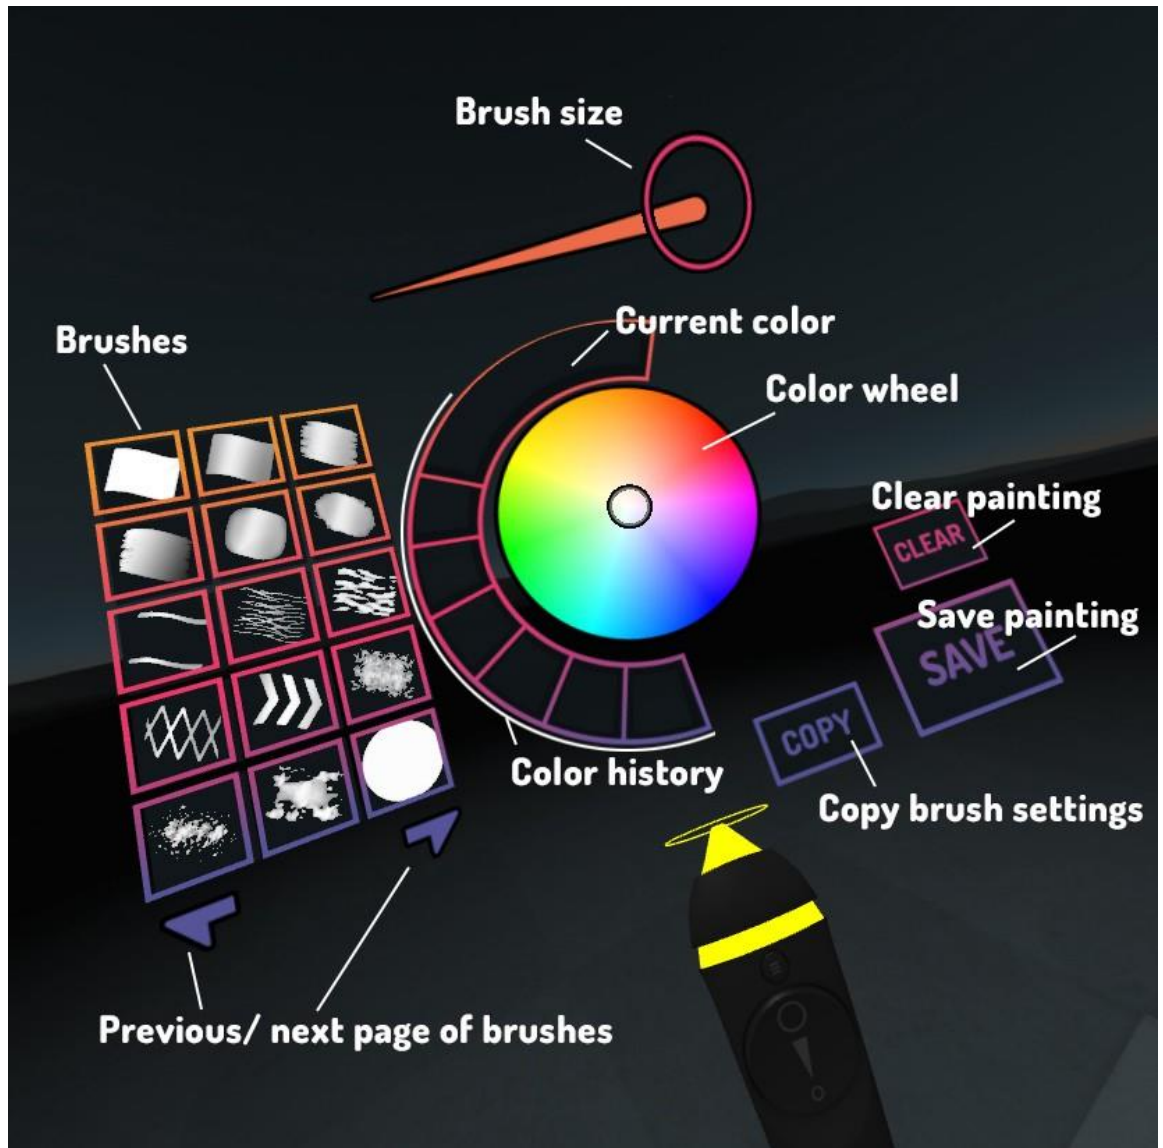 Brush size
Current color
Brushes
Color wheel
Clear painting
CLEAR
Save painting
SAVE
COPY
Color history
Copy brush settings
Previous/ next page of brushes